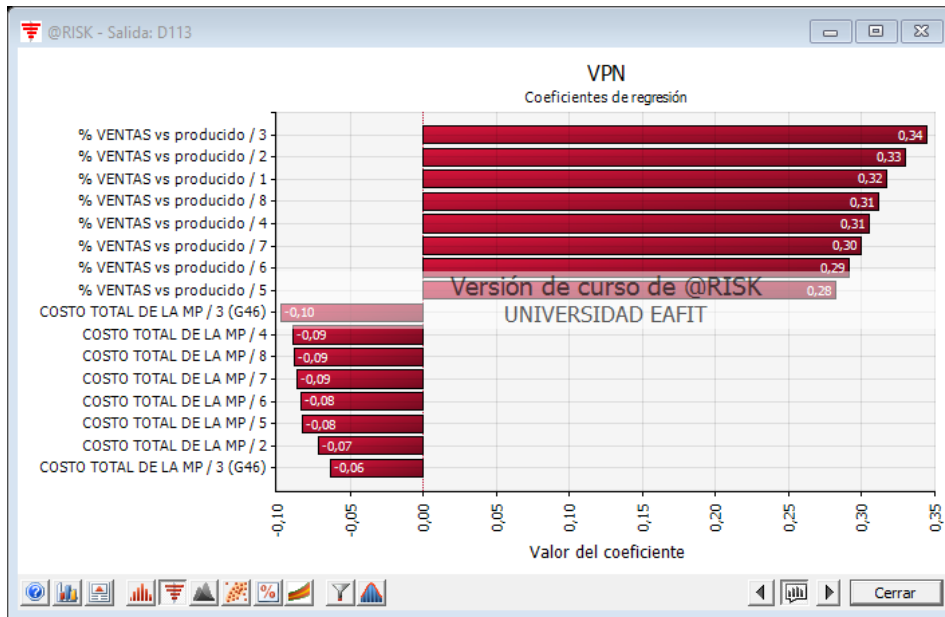 @RISK - Salida: D113
VPN
Coeficientes de regresión
% VENTAS vs producido / 3
0,34
% VENTAS vs producido / 2
0,33
% VENTAS vs producido / 1
0,32
% VENTAS vs producido / 8
0,31
% VENTAS vs producido / 4
0,31
% VENTAS vs producido / 7
0,30
% VENTAS vs producido / 6
0,29
% VENTAS vs producido / 5
0,28
Versión de curso de @RISK
UNIVERSIDAD EAFIT
COSTO TOTAL DE LA MP / 3 (G46)
-0,10
COSTO TOTAL DE LA MP / 4
-0,09
COSTO TOTAL DE LA MP / 8
-0,09
COSTO TOTAL DE LA MP / 7
-0,09
COSTO TOTAL DE LA MP / 6
-0,08
COSTO TOTAL DE LA MP / 5
-0,08
COSTO TOTAL DE LA MP / 2
-0,07
COSTO TOTAL DE LA MP / 3 (G46)
-0,06
-0,10
-0,05
0,00
0,05
0,10
0,15
0,20
0,25
0,30
0,35
Valor del coeficiente
Cerrar